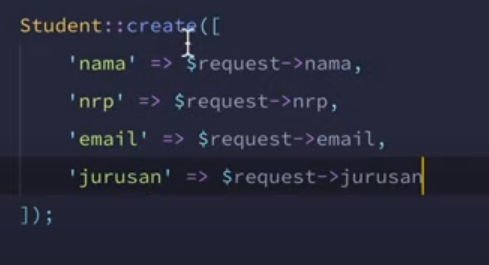 Student::create([
    'nama' => $request->nama,
    'nrp' => $request->nrp,
    'email' => $request->email,
    'jurusan' => $request->jurusan
]);